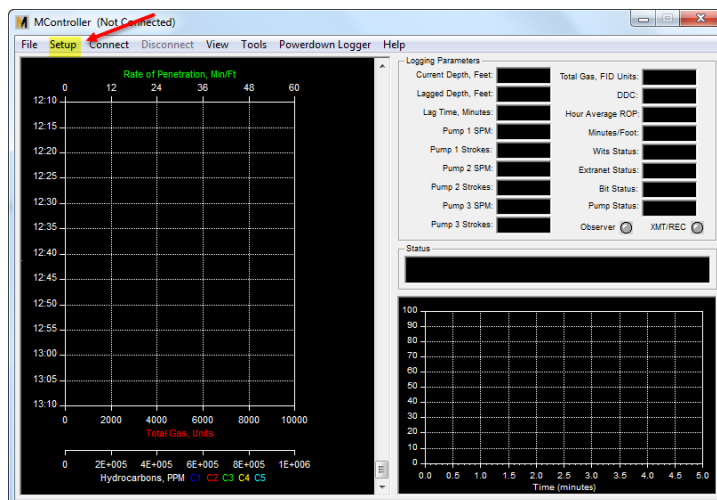 MController (Not Connected)
File Setup Connect Disconnect View Tools Powerdown Logger Help
Rate of Penetration, Min/Ft
0 12 24 36 48 60
12:10
12:15
12:20
12:25
12:30
12:35
12:40
12:45
12:50
12:55
13:00
13:05
13:10
0 2000 4000 6000 8000 10000
Total Gas, Units
0 2E+005 4E+005 6E+005 8E+005 1E+006
Hydrocarbons, PPM C1 C2 C3 C4 C5
Logging Parameters
Current Depth, Feet:
Lagged Depth, Feet:
Lag Time, Minutes:
Pump 1 SPM:
Pump 1 Strokes:
Pump 2 SPM:
Pump 2 Strokes:
Pump 3 SPM:
Pump 3 Strokes:
Total Gas, FID Units:
DDC:
Hour Average ROP:
Minutes/Foot:
Wits Status:
Extranet Status:
Bit Status:
Pump Status:
Observer XMT/REC
Status
100
90
80
70
60
50
40
30
20
10
0
0.0 0.5 1.0 1.5 2.0 2.5 3.0 3.5 4.0 4.5 5.0
Time (minutes)